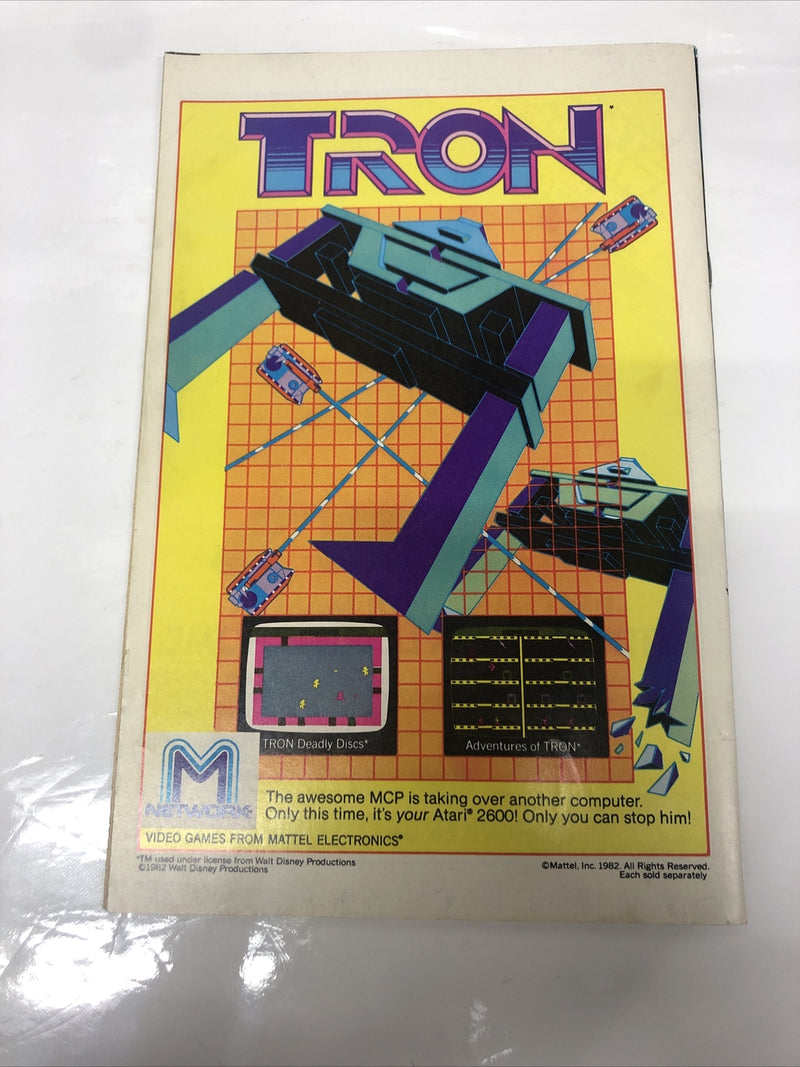 TRON*
TRON Deadly Discs*
Adventures of TRON*
M
NETWORK
The awesome MCP is taking over another computer.
Only this time, it's your Atari® 2600! Only you can stop him!
VIDEO GAMES FROM MATTEL ELECTRONICS®
*TM used under license from Walt Disney Productions
©1982 Walt Disney Productions
©Mattel, Inc. 1982. All Rights Reserved.
Each sold separately